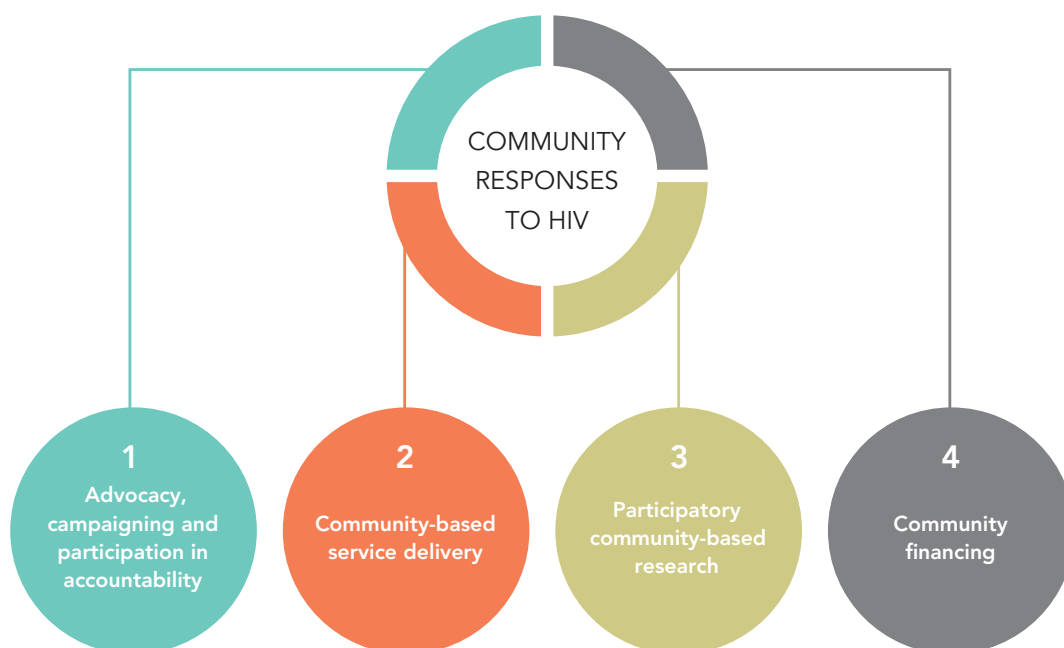 COMMUNITY
RESPONSES
TO HIV
1
Advocacy,
campaigning and
participation in
accountability
2
Community-based
service delivery
3
Participatory
community-based
research
4
Community
financing